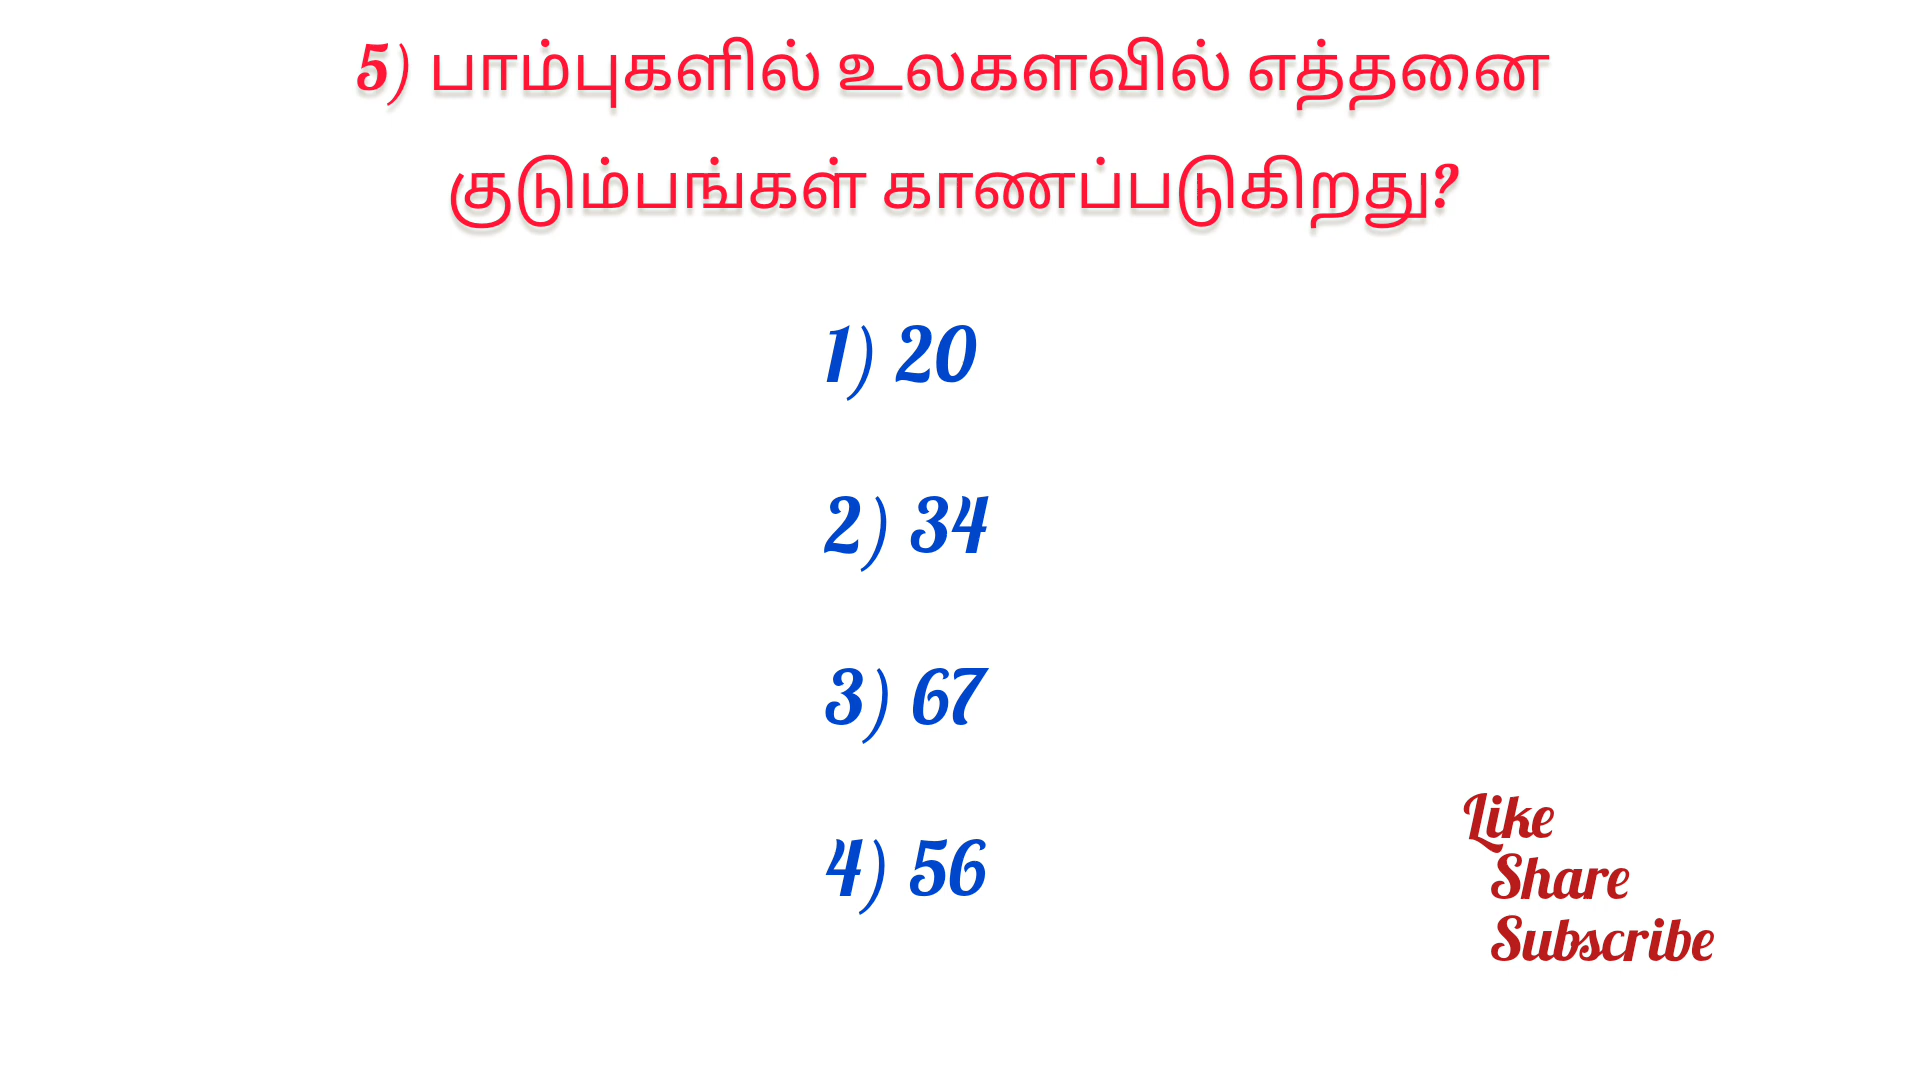 5) பாம்புகளில் உலகளவில் எத்தனை
குடும்பங்கள் காணப்படுகிறது?
1) 20
2) 34
3) 67
4) 56
Like
Share
Subscribe